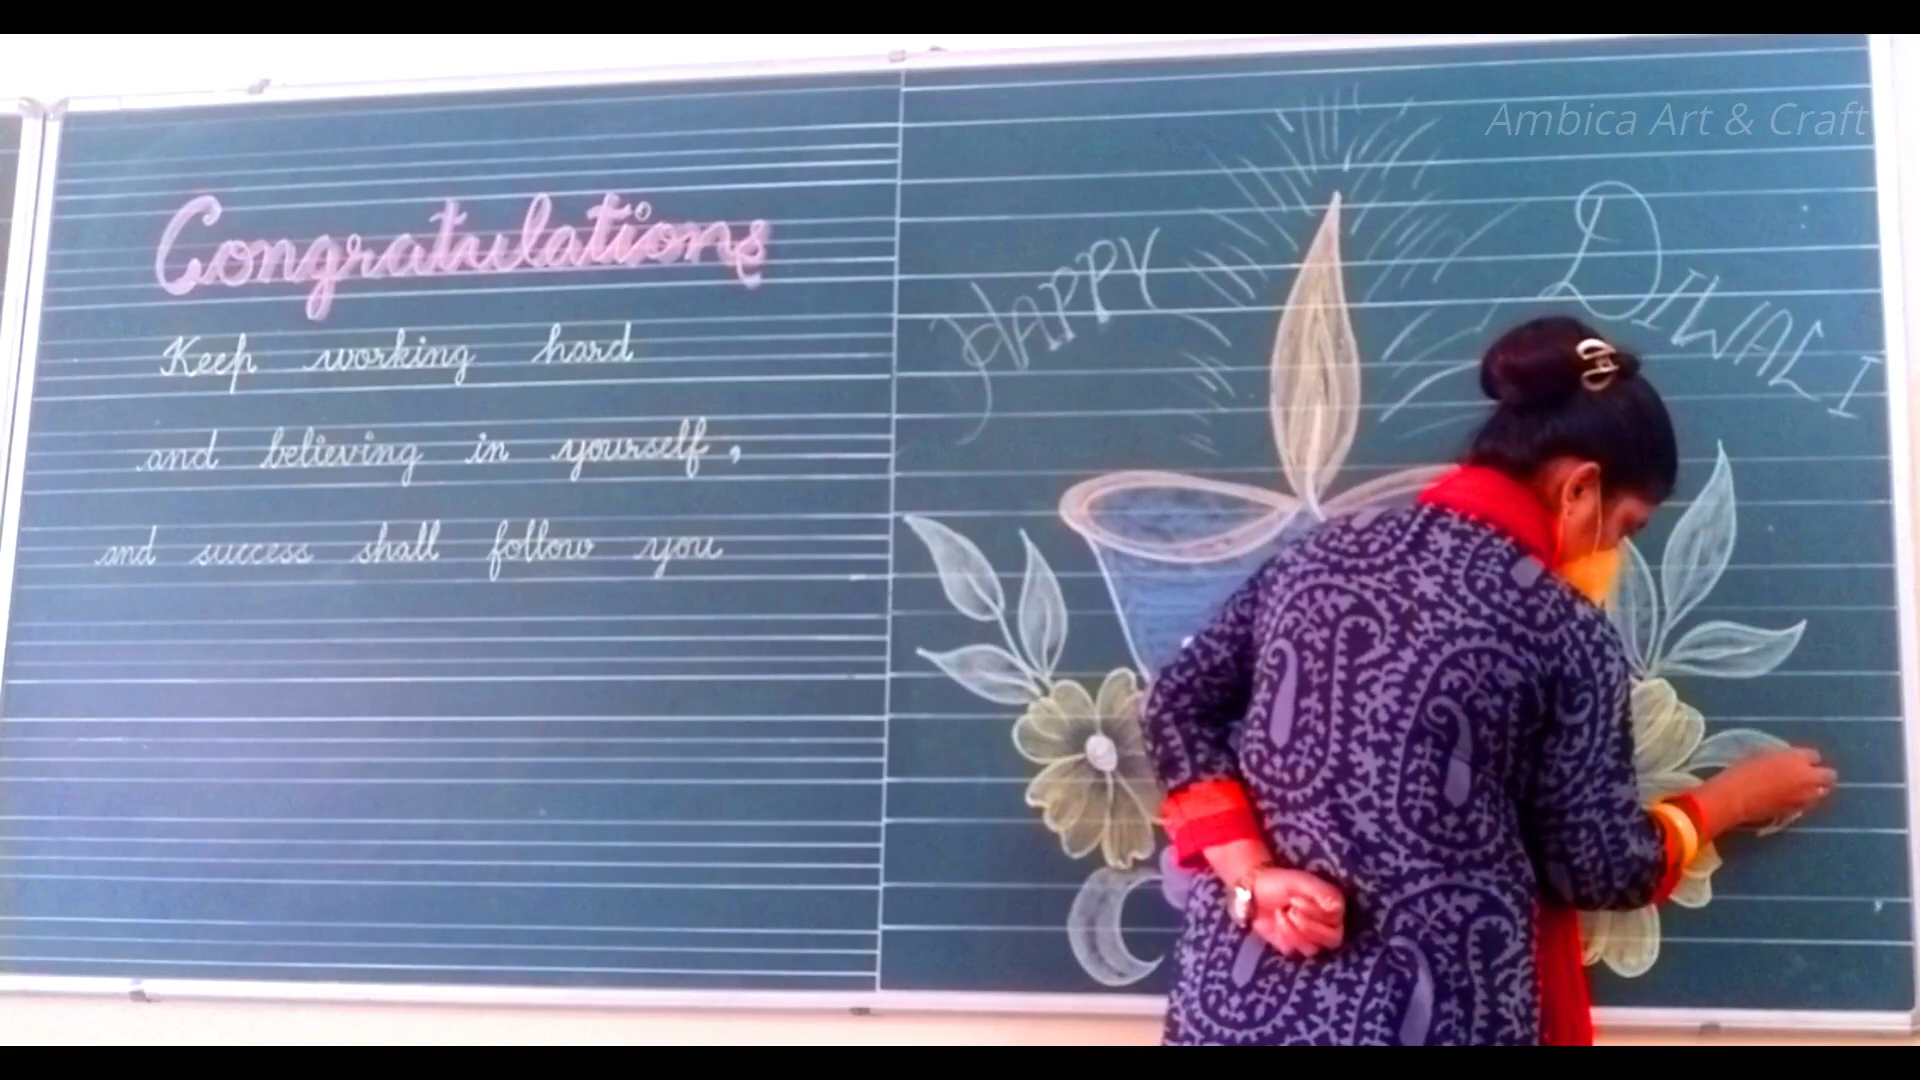 Congratulations
Keep working hard
and believing in yourself,
and success shall follow you
HAPPY DIWALI
Ambica Art & Craft